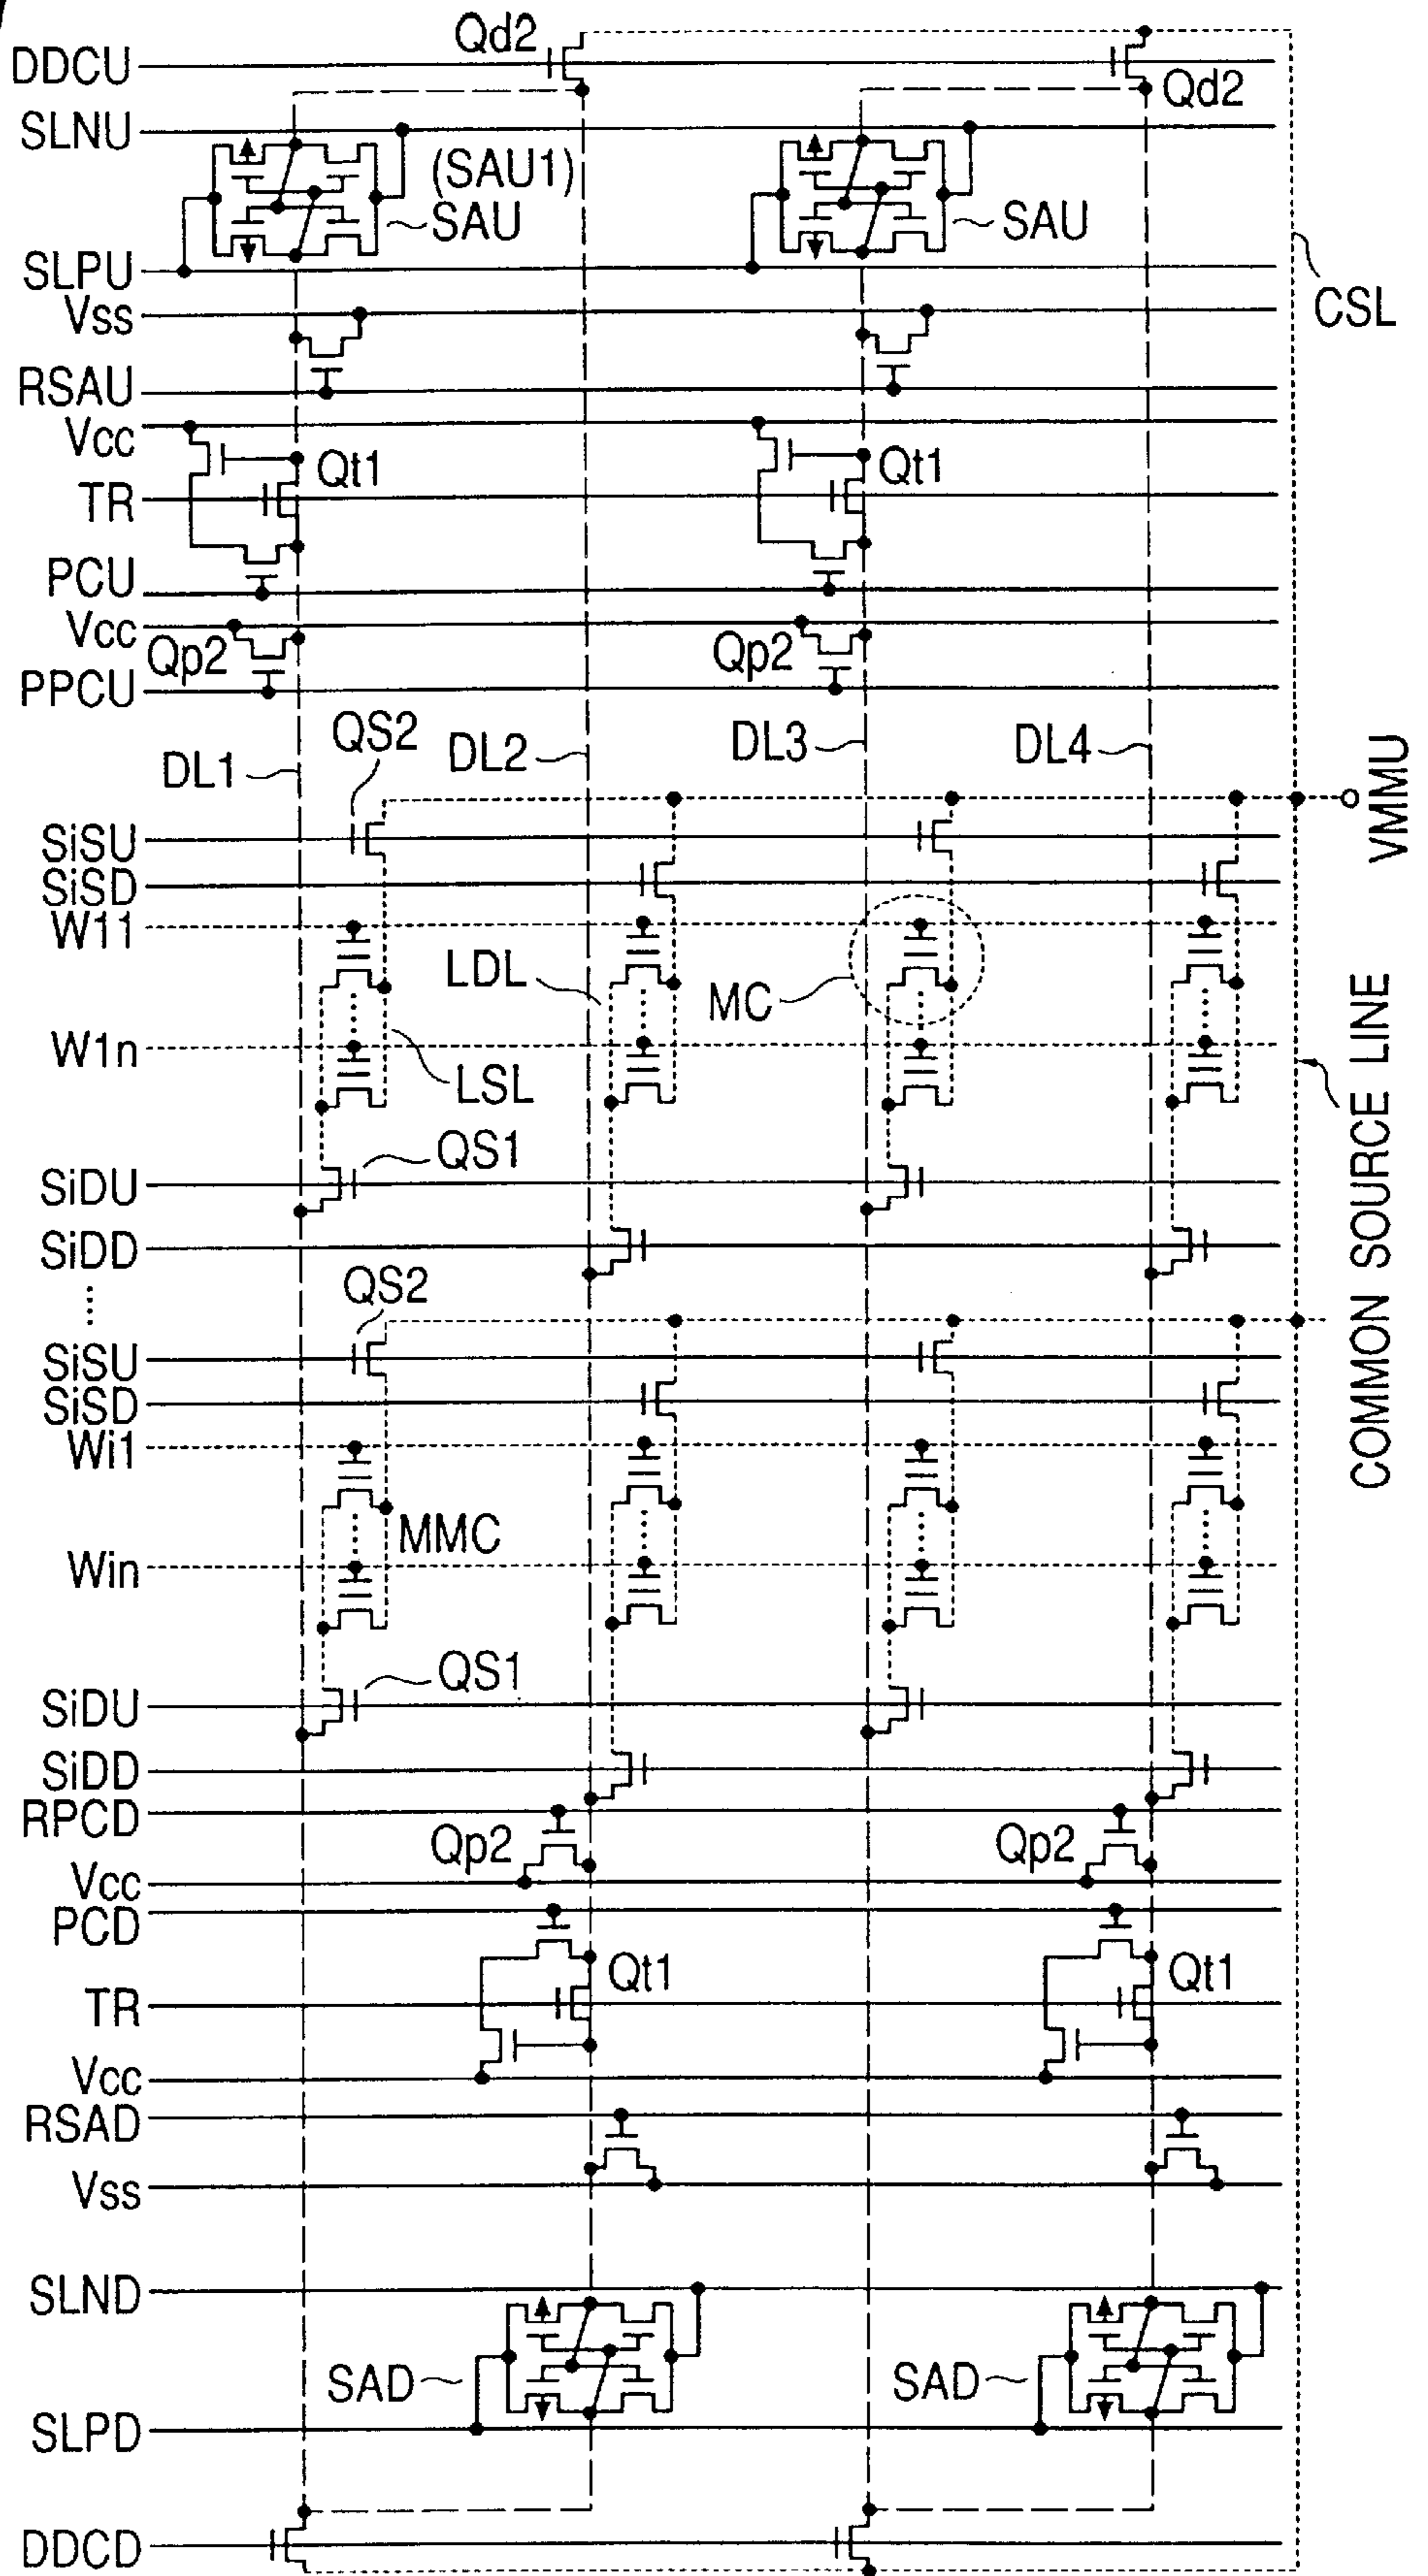 Qd2
DDCU
Qd2
SLNU
(SAU1)
SAU
SAU
SLPU
CSL
Vss
RSAU
Vcc
Qt1
Qt1
TR
PCU
Vcc
Qp2
Qp2
PPCU
QS2
DL1
DL2
DL3
DL4
VMMU
SiSU
SiSD
W11
LDL
MC
W1n
LSL
COMMON SOURCE LINE
QS1
SiDU
SiDD
QS2
SiSU
SiSD
Wi1
MMC
Win
QS1
SiDU
SiDD
RPCD
Qp2
Qp2
Vcc
PCD
Qt1
Qt1
TR
Vcc
RSAD
Vss
SLND
SAD
SAD
SLPD
DDCD